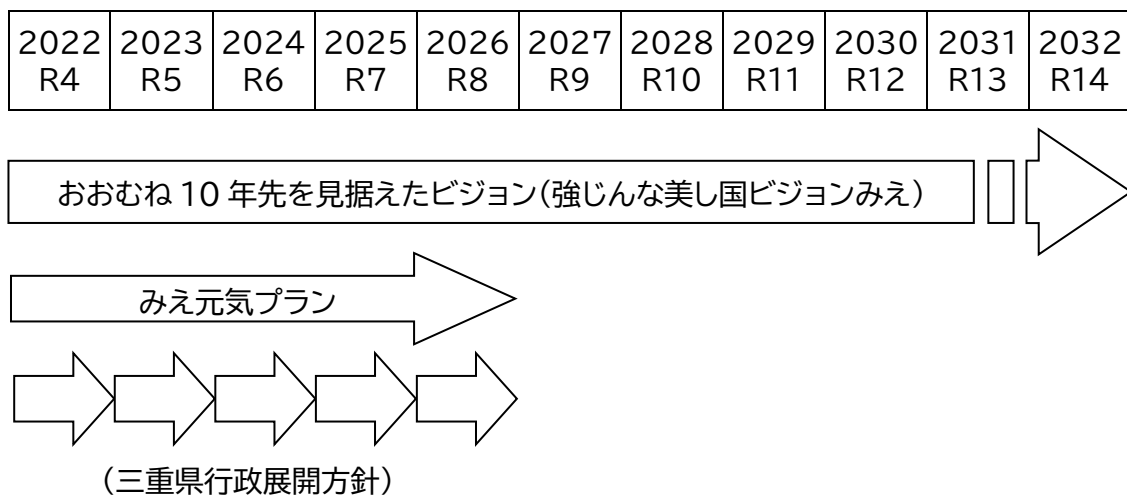 2022 2023 2024 2025 2026 2027 2028 2029 2030 2031 2032
R4 R5 R6 R7 R8 R9 R10 R11 R12 R13 R14
おおむね 10 年先を見据えたビジョン(強じんな美し国ビジョンみえ)
みえ元気プラン
(三重県行政展開方針)